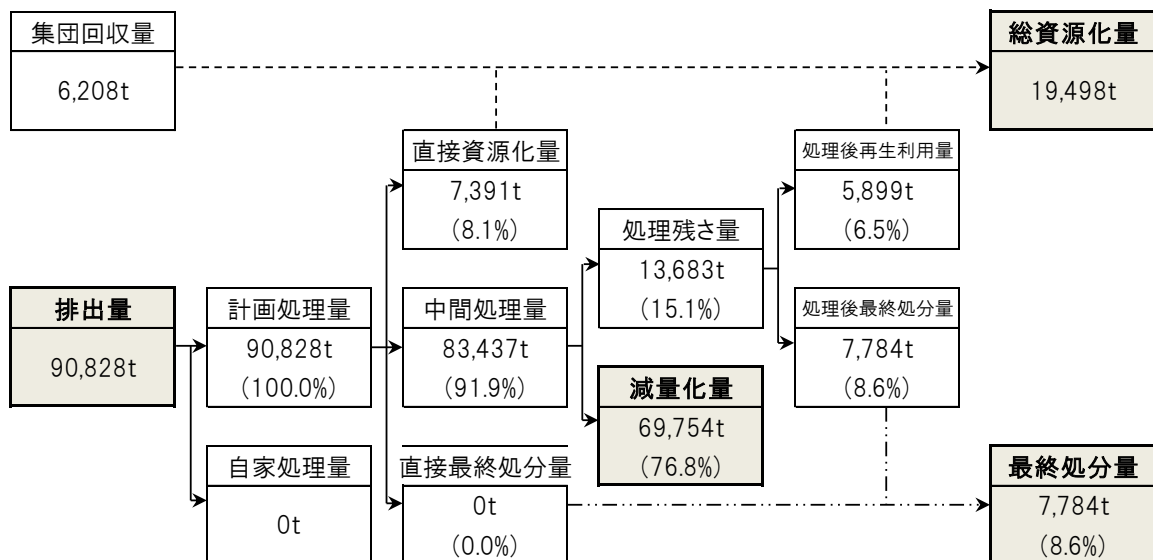 集団回収量
6,208t
総資源化量
19,498t
直接資源化量
7,391t
(8.1%)
処理後再生利用量
5,899t
(6.5%)
処理残さ量
13,683t
(15.1%)
排出量
90,828t
計画処理量
90,828t
(100.0%)
中間処理量
83,437t
(91.9%)
処理後最終処分量
7,784t
(8.6%)
減量化量
69,754t
(76.8%)
自家処理量
0t
直接最終処分量
0t
(0.0%)
最終処分量
7,784t
(8.6%)